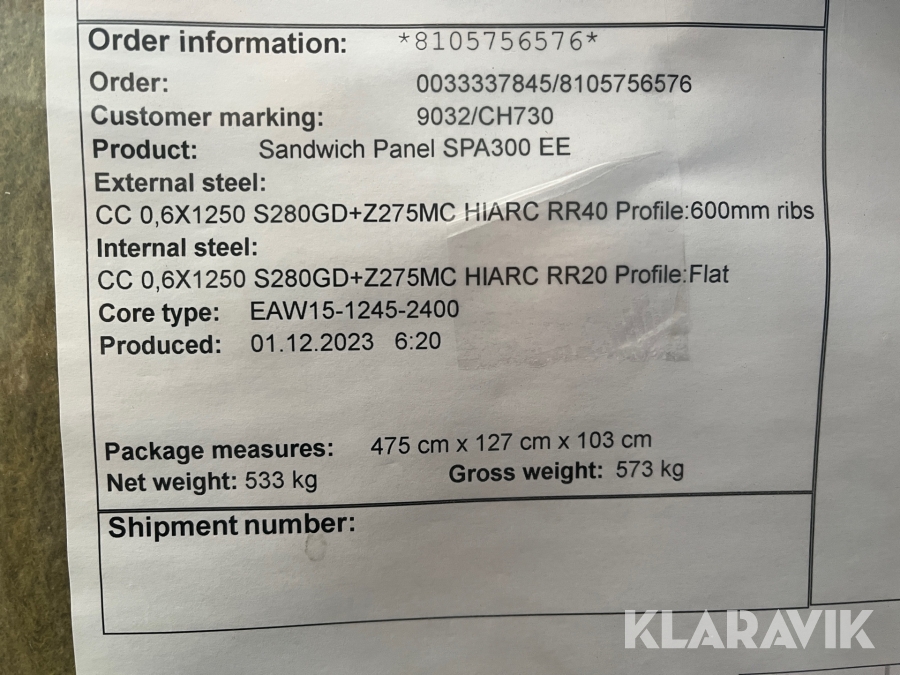 Order information: *8105756576*
Order: 0033337845/8105756576
Customer marking: 9032/CH730
Product: Sandwich Panel SPA300 EE
External steel:
CC 0,6X1250 S280GD+Z275MC HIARC RR40 Profile:600mm ribs
Internal steel:
CC 0,6X1250 S280GD+Z275MC HIARC RR20 Profile:Flat
Core type: EAW15-1245-2400
Produced: 01.12.2023 6:20
Package measures: 475 cm x 127 cm x 103 cm
Net weight: 533 kg Gross weight: 573 kg
Shipment number:
KLARAVIK